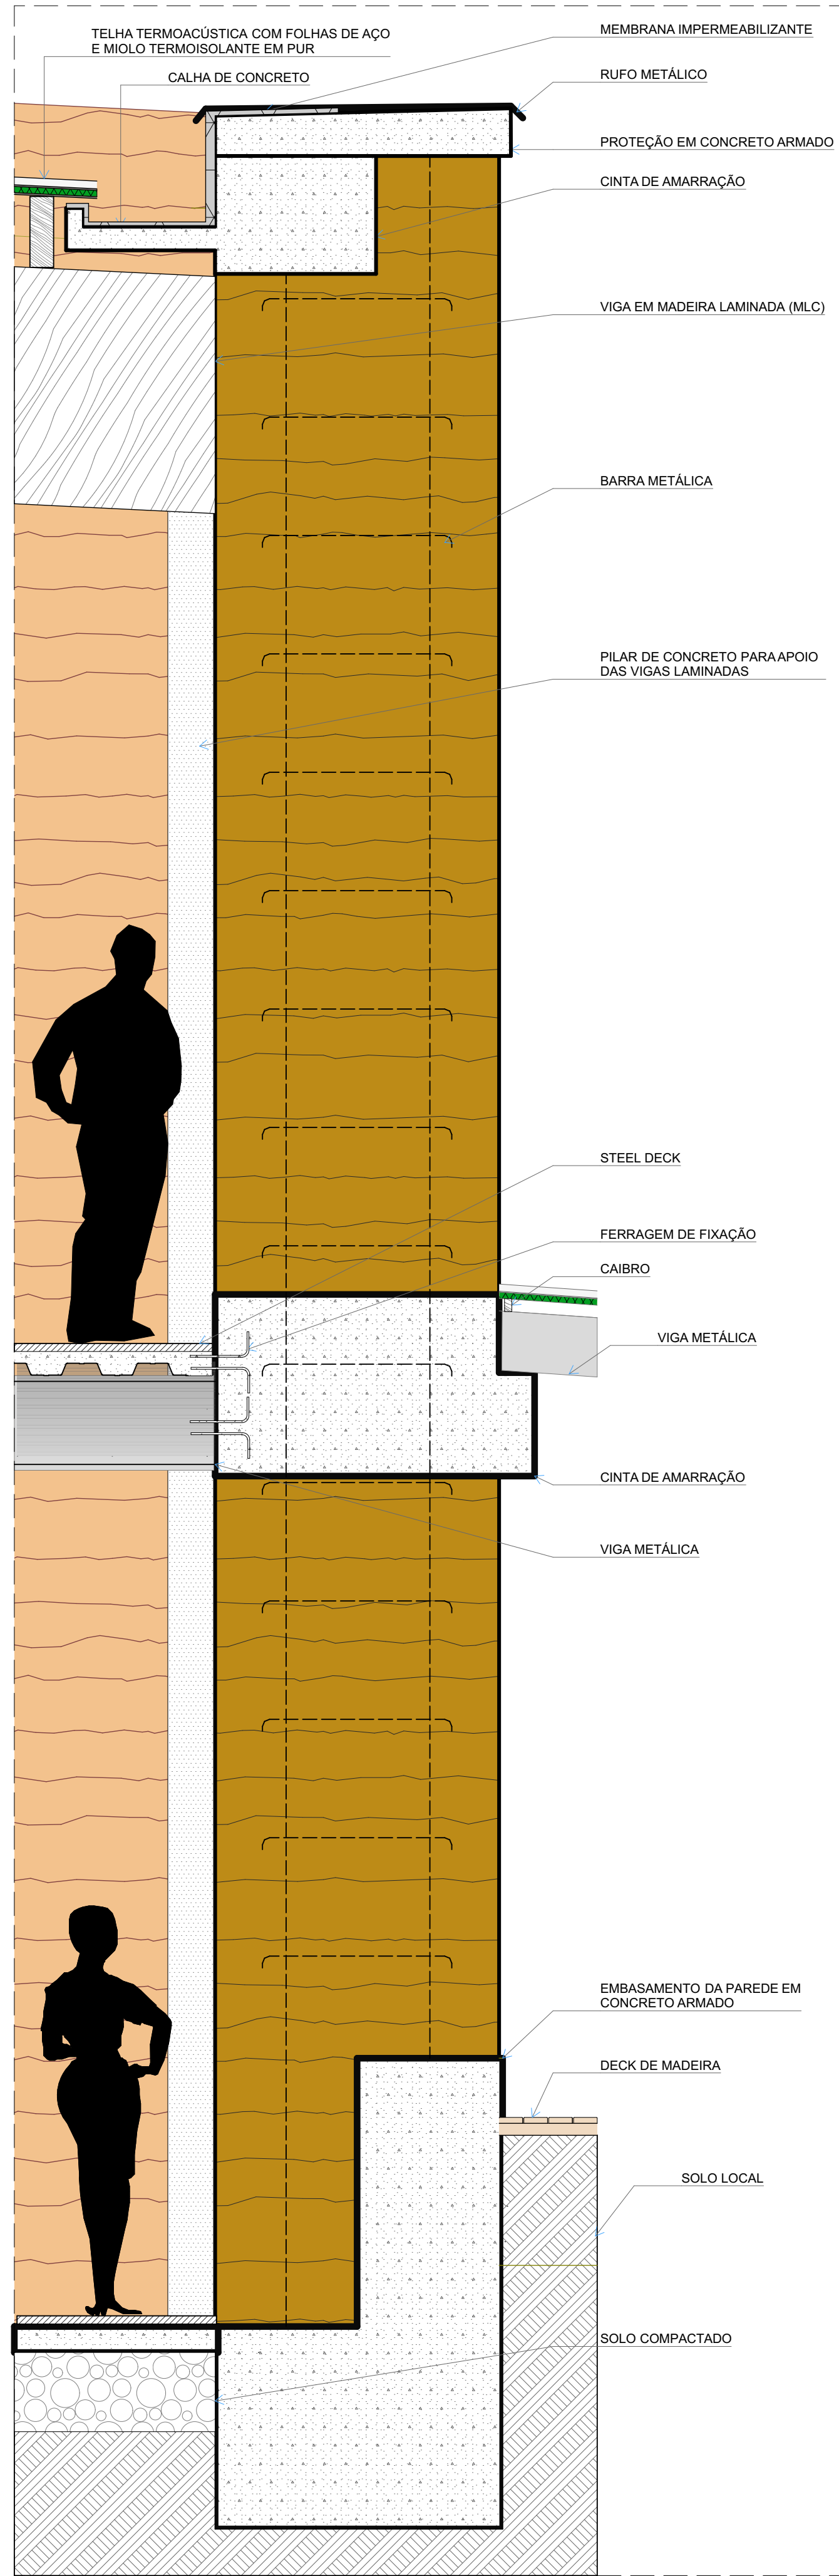 TELHA TERMOACÚSTICA COM FOLHAS DE AÇO
E MIOLO TERMOISOLANTE EM PUR
CALHA DE CONCRETO
MEMBRANA IMPERMEABILIZANTE
RUFO METÁLICO
PROTEÇÃO EM CONCRETO ARMADO
CINTA DE AMARRAÇÃO
VIGA EM MADEIRA LAMINADA (MLC)
BARRA METÁLICA
PILAR DE CONCRETO PARA APOIO
DAS VIGAS LAMINADAS
STEEL DECK
FERRAGEM DE FIXAÇÃO
CAIBRO
VIGA METÁLICA
CINTA DE AMARRAÇÃO
VIGA METÁLICA
EMBASAMENTO DA PAREDE EM
CONCRETO ARMADO
DECK DE MADEIRA
SOLO LOCAL
SOLO COMPACTADO